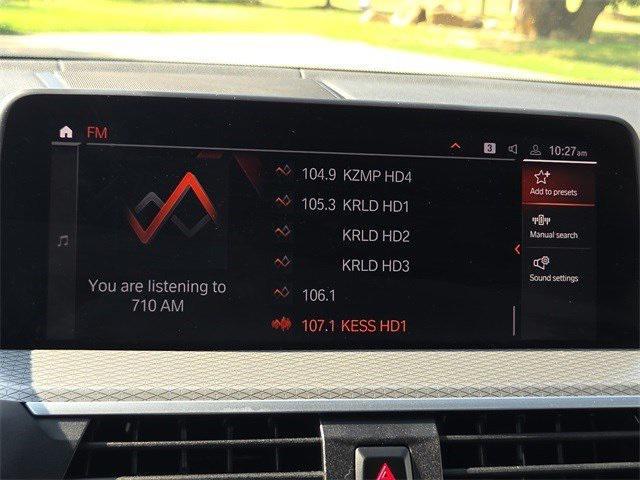 FM
3
10:27am
104.9 KZMP HD4
105.3 KRLD HD1
KRLD HD2
KRLD HD3
106.1
107.1 KESS HD1
You are listening to
710 AM
Add to presets
Manual search
Sound settings